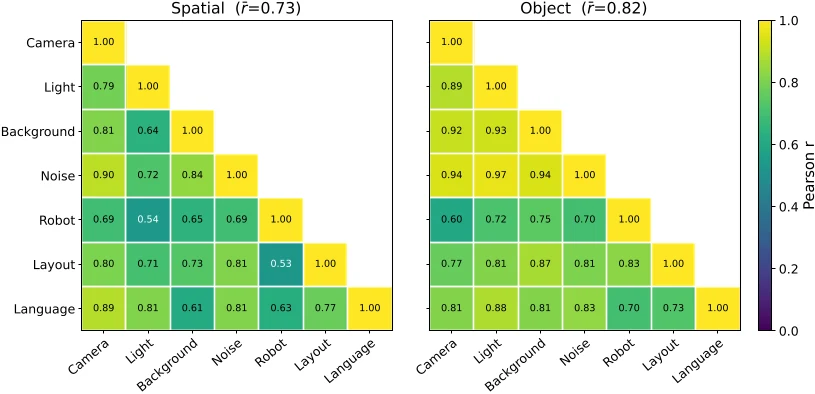 Spatial (r̄=0.73)
Object (r̄=0.82)
Camera 1.00
Light 0.79 1.00
Background 0.81 0.64 1.00
Noise 0.90 0.72 0.84 1.00
Robot 0.69 0.54 0.65 0.69 1.00
Layout 0.80 0.71 0.73 0.81 0.53 1.00
Language 0.89 0.81 0.61 0.81 0.63 0.77 1.00
Camera Light Background Noise Robot Layout Language
1.00
0.89 1.00
0.92 0.93 1.00
0.94 0.97 0.94 1.00
0.60 0.72 0.75 0.70 1.00
0.77 0.81 0.87 0.81 0.83 1.00
0.81 0.88 0.81 0.83 0.70 0.73 1.00
Camera Light Background Noise Robot Layout Language
1.0
0.8
0.6
0.4
0.2
0.0
Pearson r